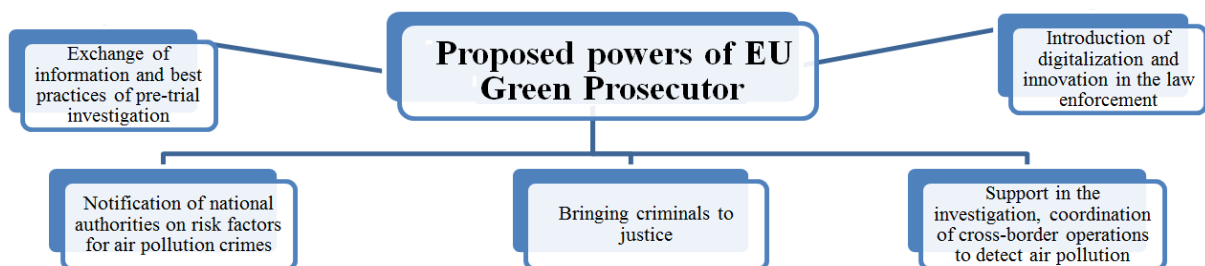 Proposed powers of EU
Green Prosecutor
Exchange of
information and best
practices of pre-trial
investigation
Introduction of
digitalization and
innovation in the law
enforcement
Notification of national
authorities on risk factors
for air pollution crimes
Bringing criminals to
justice
Support in the
investigation, coordination
of cross-border operations
to detect air pollution